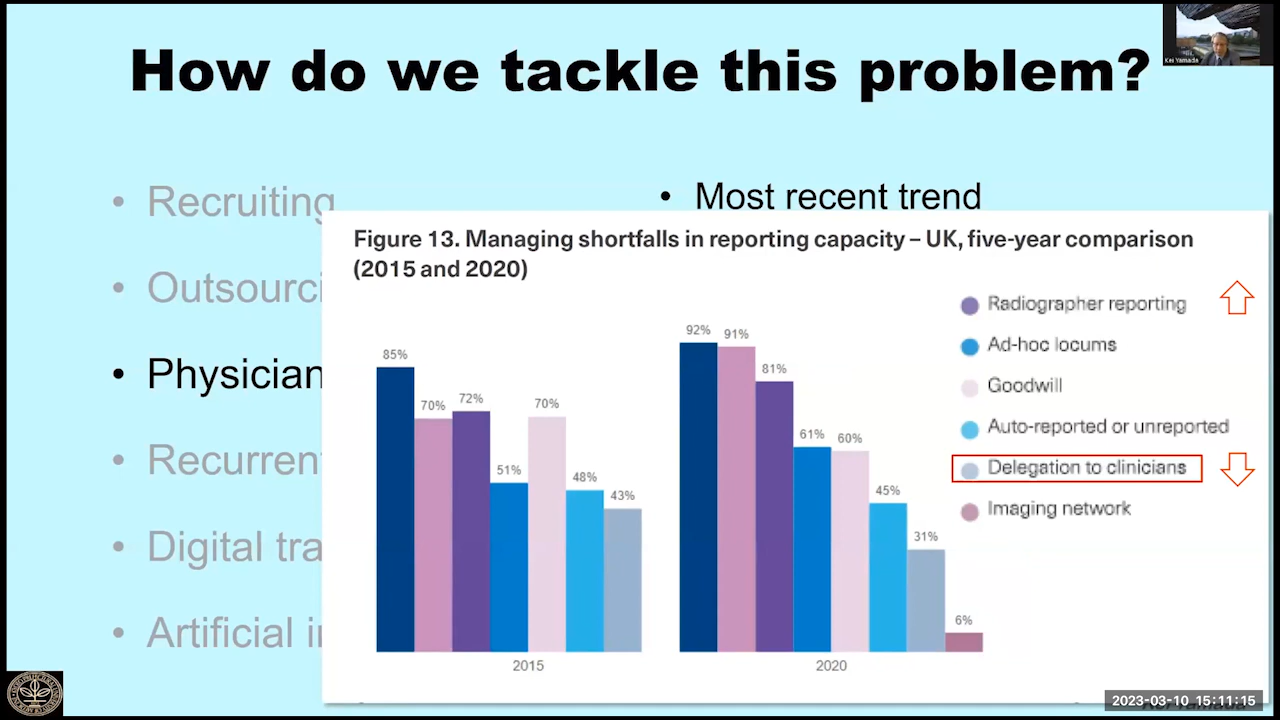 How do we tackle this problem?
Kei Yamada
• Recruiting
• Outsourci
• Physician
• Recurren
• Digital tra
• Artificial i
• Most recent trend
Figure 13. Managing shortfalls in reporting capacity – UK, five-year comparison
(2015 and 2020)
85%
70%
72%
51%
70%
48%
43%
2015
92%
91%
81%
61%
60%
45%
31%
6%
2020
Radiographer reporting
Ad-hoc locums
Goodwill
Auto-reported or unreported
Delegation to clinicians
Imaging network
2023-03-10 15:11:15